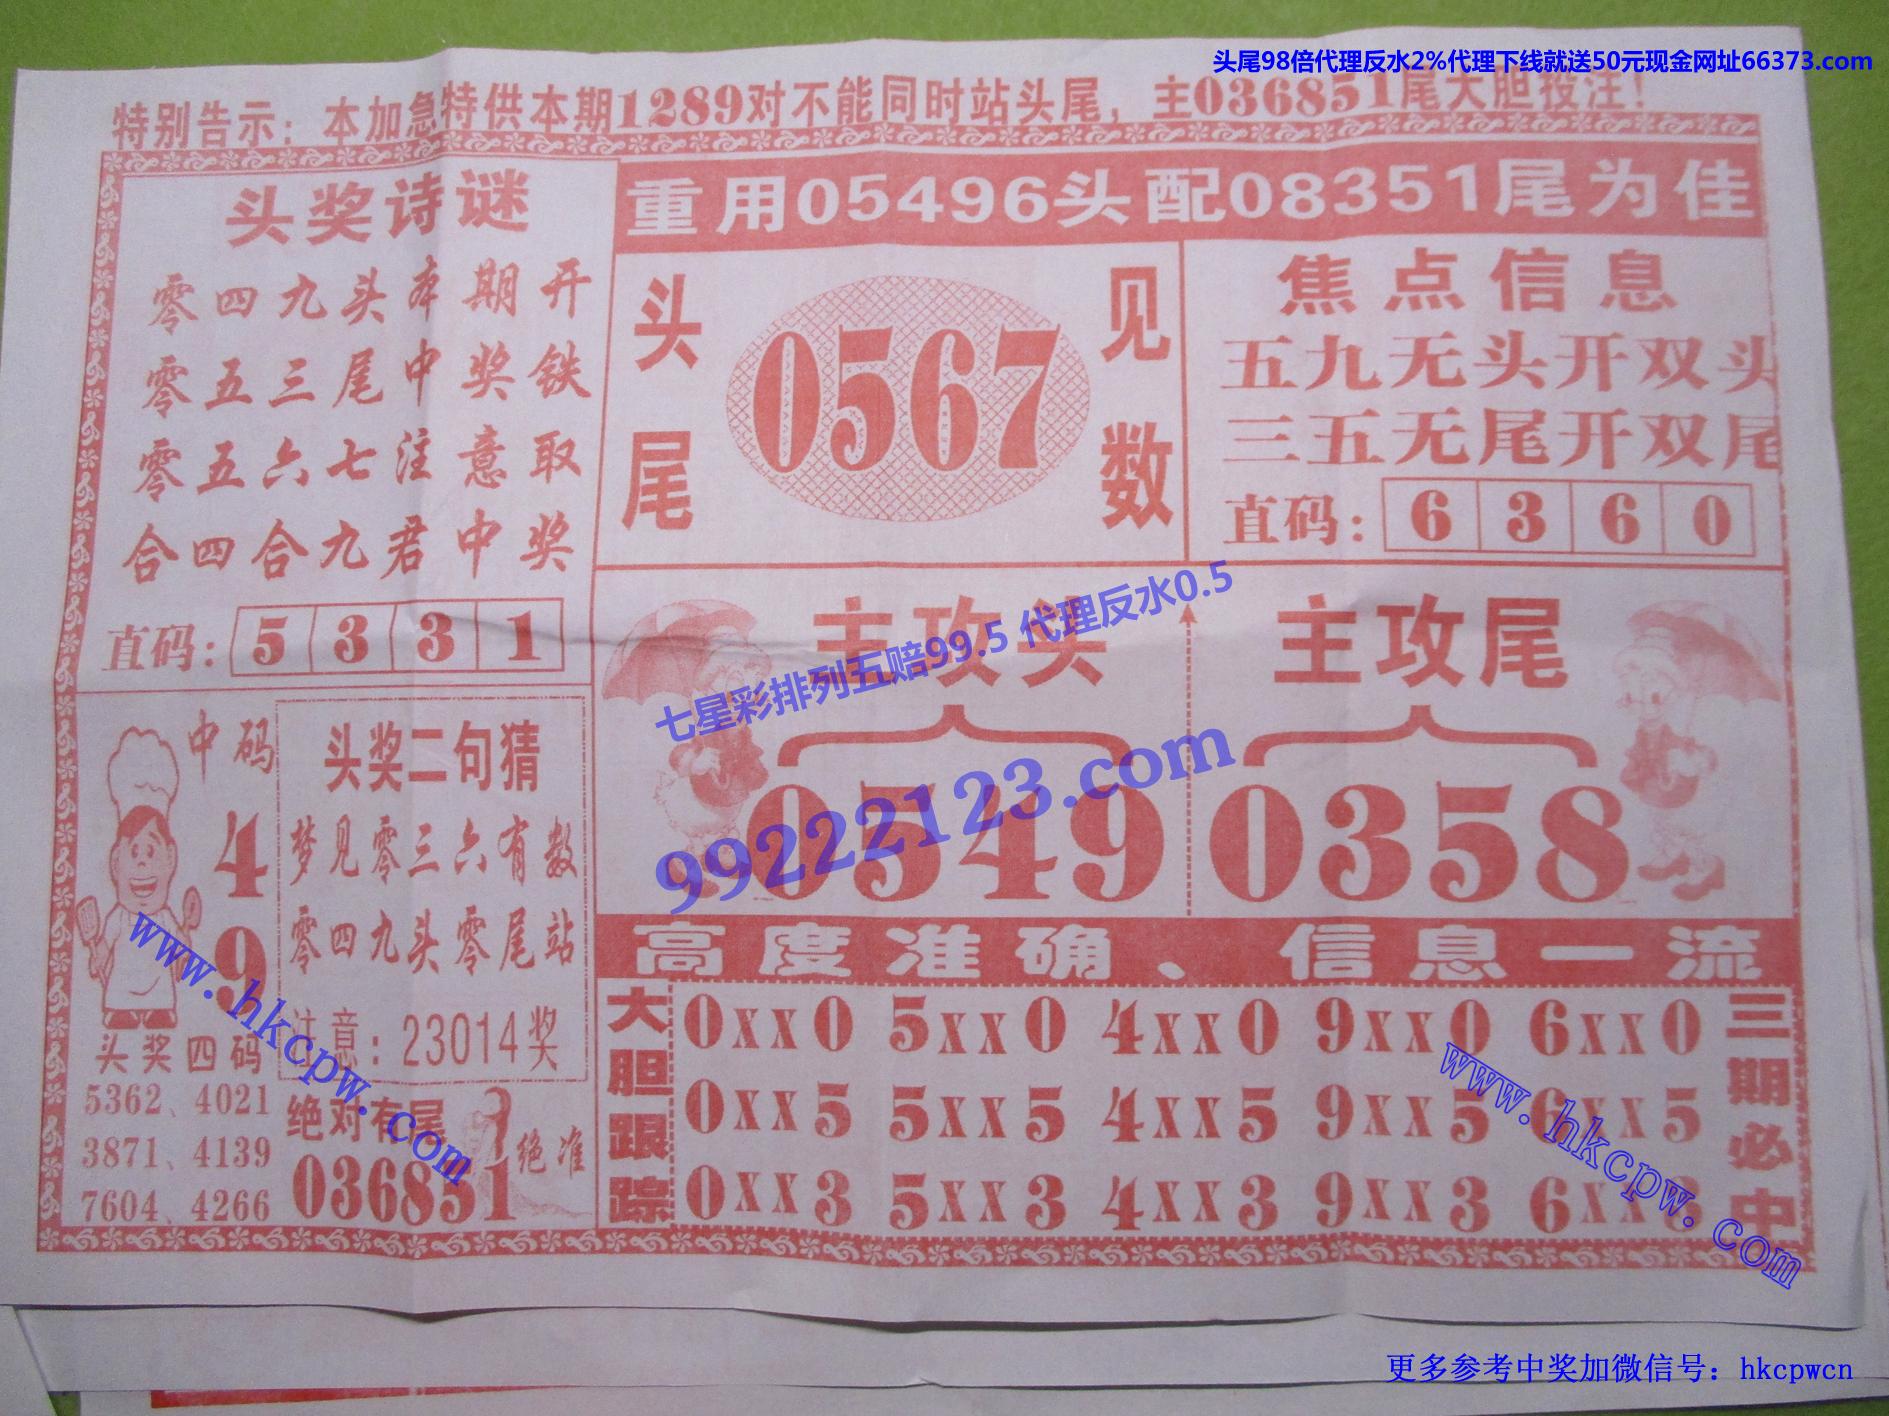 头尾98倍代理反水2%代理下线就送50元现金网址66373.com
特别告示：本加急特供本期1289对不能同时站头尾，主036851尾大胆投注！
头奖诗谜
零四九头本期开
零五三尾中奖铁
零五六七注意取
合四合九君中奖
直码：5331
重用05496头配08351尾为佳
头尾
0567
见数
焦点信息
五九无头开双头
三五无尾开双尾
直码：6360
主攻头
0549
主攻尾
0358
七星彩排列五赔99.5 代理反水0.5
99222123.com
中码
4
9
头奖四码
5362、4021
3871、4139
7604、4266
头奖二句猜
梦见零三六有数
零四九头零尾站
注意：23014奖
绝对有尾
036851
绝准
高度准确、信息一流
大胆跟踪
0xx0 5xx0 4xx0 9xx0 6xx0
0xx5 5xx5 4xx5 9xx5 6xx5
0xx3 5xx3 4xx3 9xx3 6xx3
三期必中
www.hkcpw.com
www.hkcpw.com
更多参考中奖加微信号：hkcpwcn